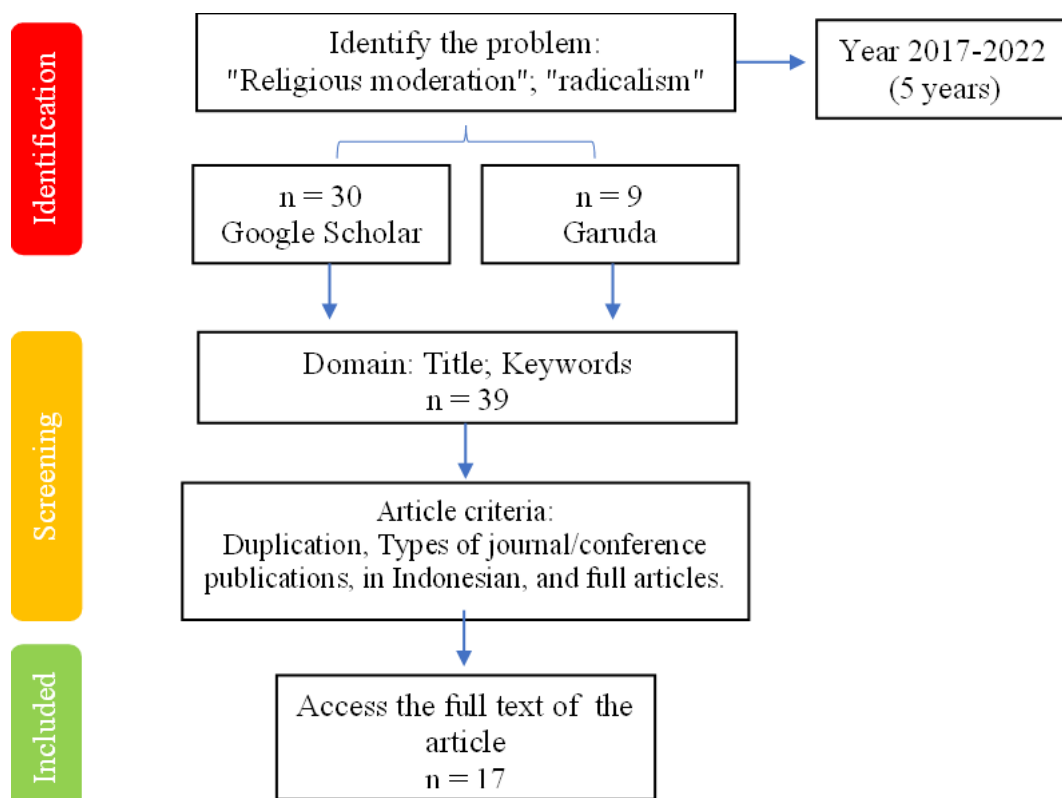 Identification
Identify the problem:
"Religious moderation"; "radicalism"
Year 2017-2022
(5 years)
n = 30
Google Scholar
n = 9
Garuda
Screening
Domain: Title; Keywords
n = 39
Article criteria:
Duplication, Types of journal/conference
publications, in Indonesian, and full articles.
Included
Access the full text of the
article
n = 17